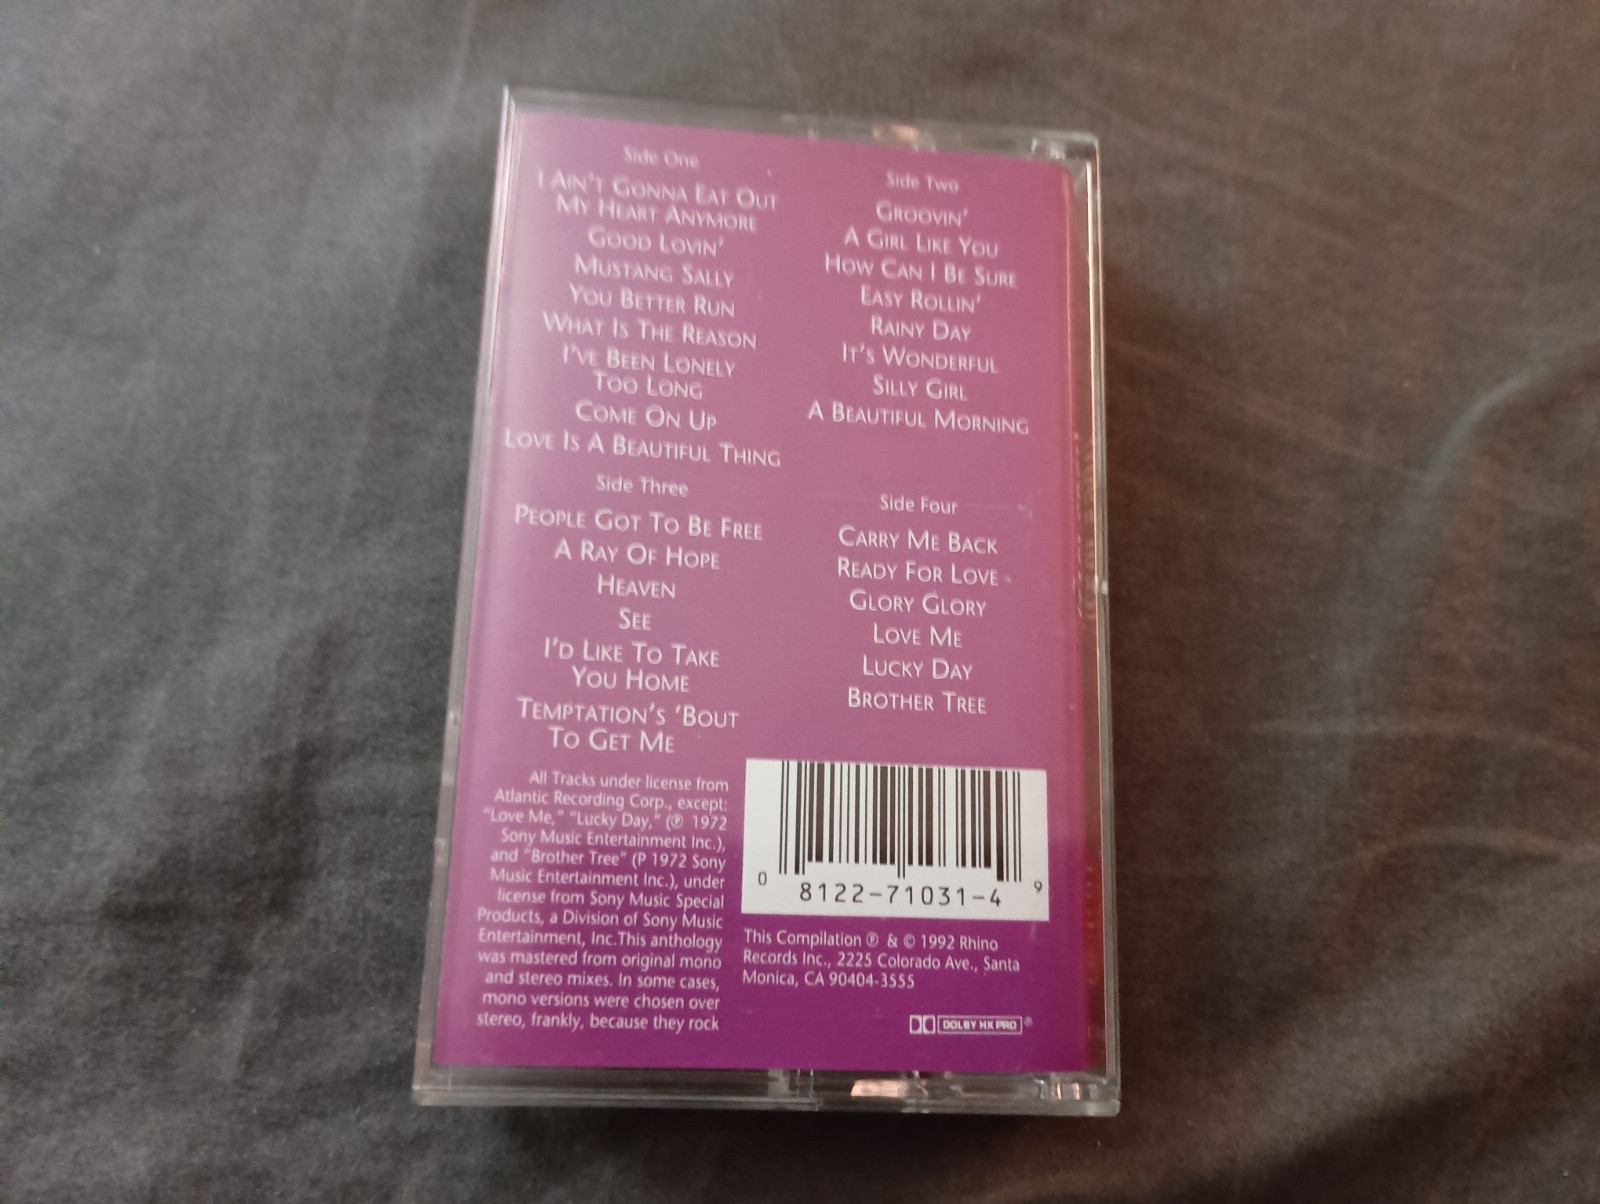 Side One
I Ain't Gonna Eat Out
My Heart Anymore
Good Lovin'
Mustang Sally
You Better Run
What Is The Reason
I've Been Lonely
Too Long
Come On Up
Love Is A Beautiful Thing
Side Two
Groovin'
A Girl Like You
How Can I Be Sure
Easy Rollin'
Rainy Day
It's Wonderful
Silly Girl
A Beautiful Morning
Side Three
People Got To Be Free
A Ray Of Hope
Heaven
See
I'd Like To Take
You Home
Temptation's 'Bout
To Get Me
Side Four
Carry Me Back
Ready For Love
Glory Glory
Love Me
Lucky Day
Brother Tree
All Tracks under license from
Atlantic Recording Corp., except:
"Love Me," "Lucky Day," (℗ 1972
Sony Music Entertainment Inc.),
and "Brother Tree" (P 1972 Sony
Music Entertainment Inc.), under
license from Sony Music Special
Products, a Division of Sony Music
Entertainment, Inc.This anthology
was mastered from original mono
and stereo mixes. In some cases,
mono versions were chosen over
stereo, frankly, because they rock
0 8122-71031-4 9
This Compilation ℗ & © 1992 Rhino
Records Inc., 2225 Colorado Ave., Santa
Monica, CA 90404-3555
DOLBY HX PRO®